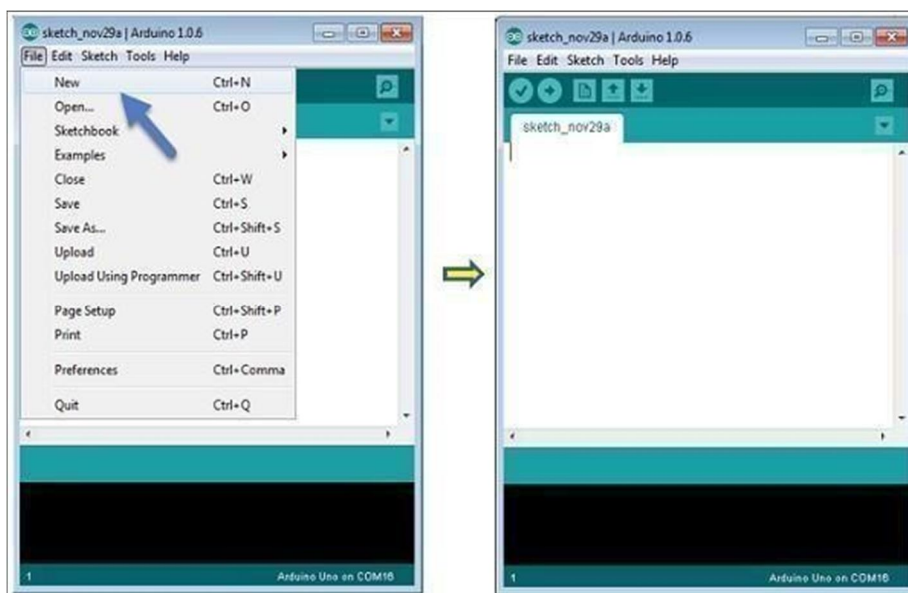 sketch_nov29a | Arduino 1.0.6
File Edit Sketch Tools Help
New Ctrl+N
Open... Ctrl+O
Sketchbook
Examples
Close Ctrl+W
Save Ctrl+S
Save As... Ctrl+Shift+S
Upload Ctrl+U
Upload Using Programmer Ctrl+Shift+U
Page Setup Ctrl+Shift+P
Print Ctrl+P
Preferences Ctrl+Comma
Quit Ctrl+Q
1 Arduino Uno on COM16
sketch_nov29a | Arduino 1.0.6
File Edit Sketch Tools Help
sketch_nov29a
1 Arduino Uno on COM16